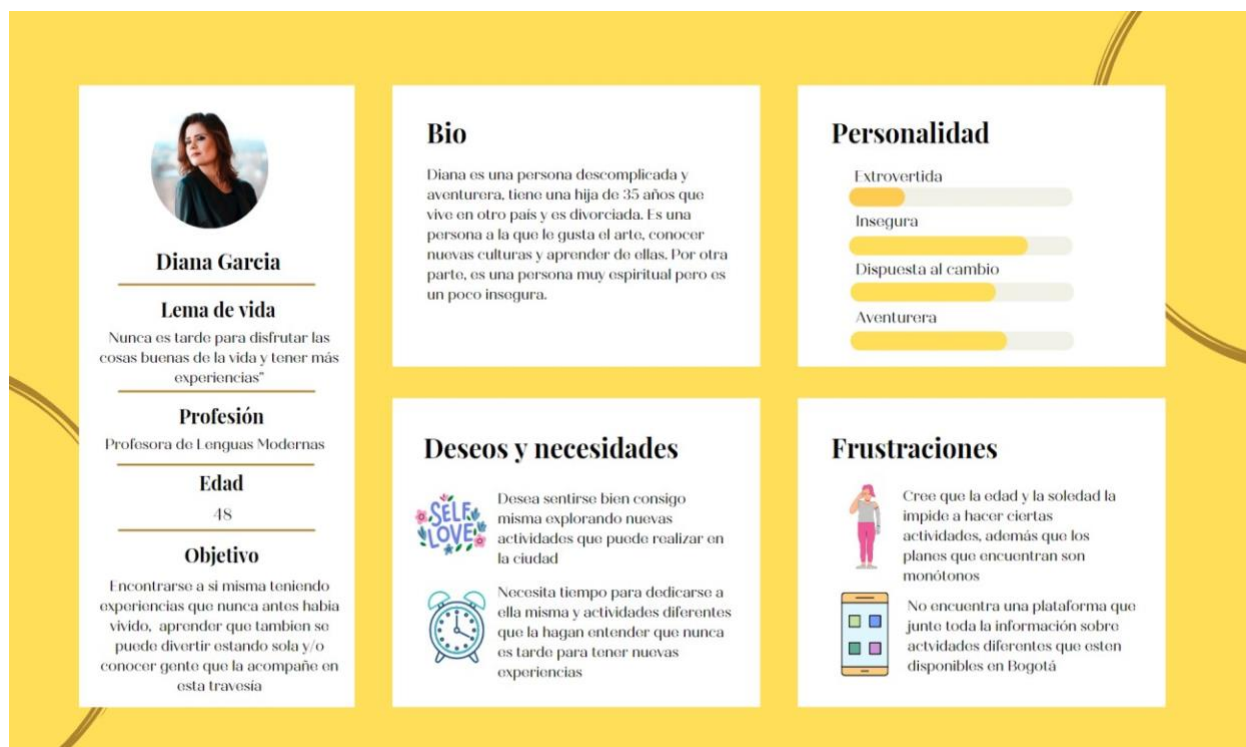 Diana Garcia
Lema de vida
Nunca es tarde para disfrutar las
cosas buenas de la vida y tener más
experiencias"
Profesión
Profesora de Lenguas Modernas
Edad
48
Objetivo
Encontrarse a si misma teniendo
experiencias que nunca antes habia
vivido, aprender que tambien se
puede divertir estando sola y/o
conocer gente que la acompañe en
esta travesía
Bio
Diana es una persona descomplicada y
aventurera, tiene una hija de 35 años que
vive en otro país y es divorciada. Es una
persona a la que le gusta el arte, conocer
nuevas culturas y aprender de ellas. Por otra
parte, es una persona muy espiritual pero es
un poco insegura.
Personalidad
Extrovertida
Insegura
Dispuesta al cambio
Aventurera
Deseos y necesidades
SELF
LOVE
Desea sentirse bien consigo
misma explorando nuevas
actividades que puede realizar en
la ciudad
Necesita tiempo para dedicarse a
ella misma y actividades diferentes
que la hagan entender que nunca
es tarde para tener nuevas
experiencias
Frustraciones
Cree que la edad y la soledad la
impide a hacer ciertas
actividades, además que los
planes que encuentran son
monótonos
No encuentra una plataforma que
junte toda la información sobre
actvidades diferentes que esten
disponibles en Bogotá